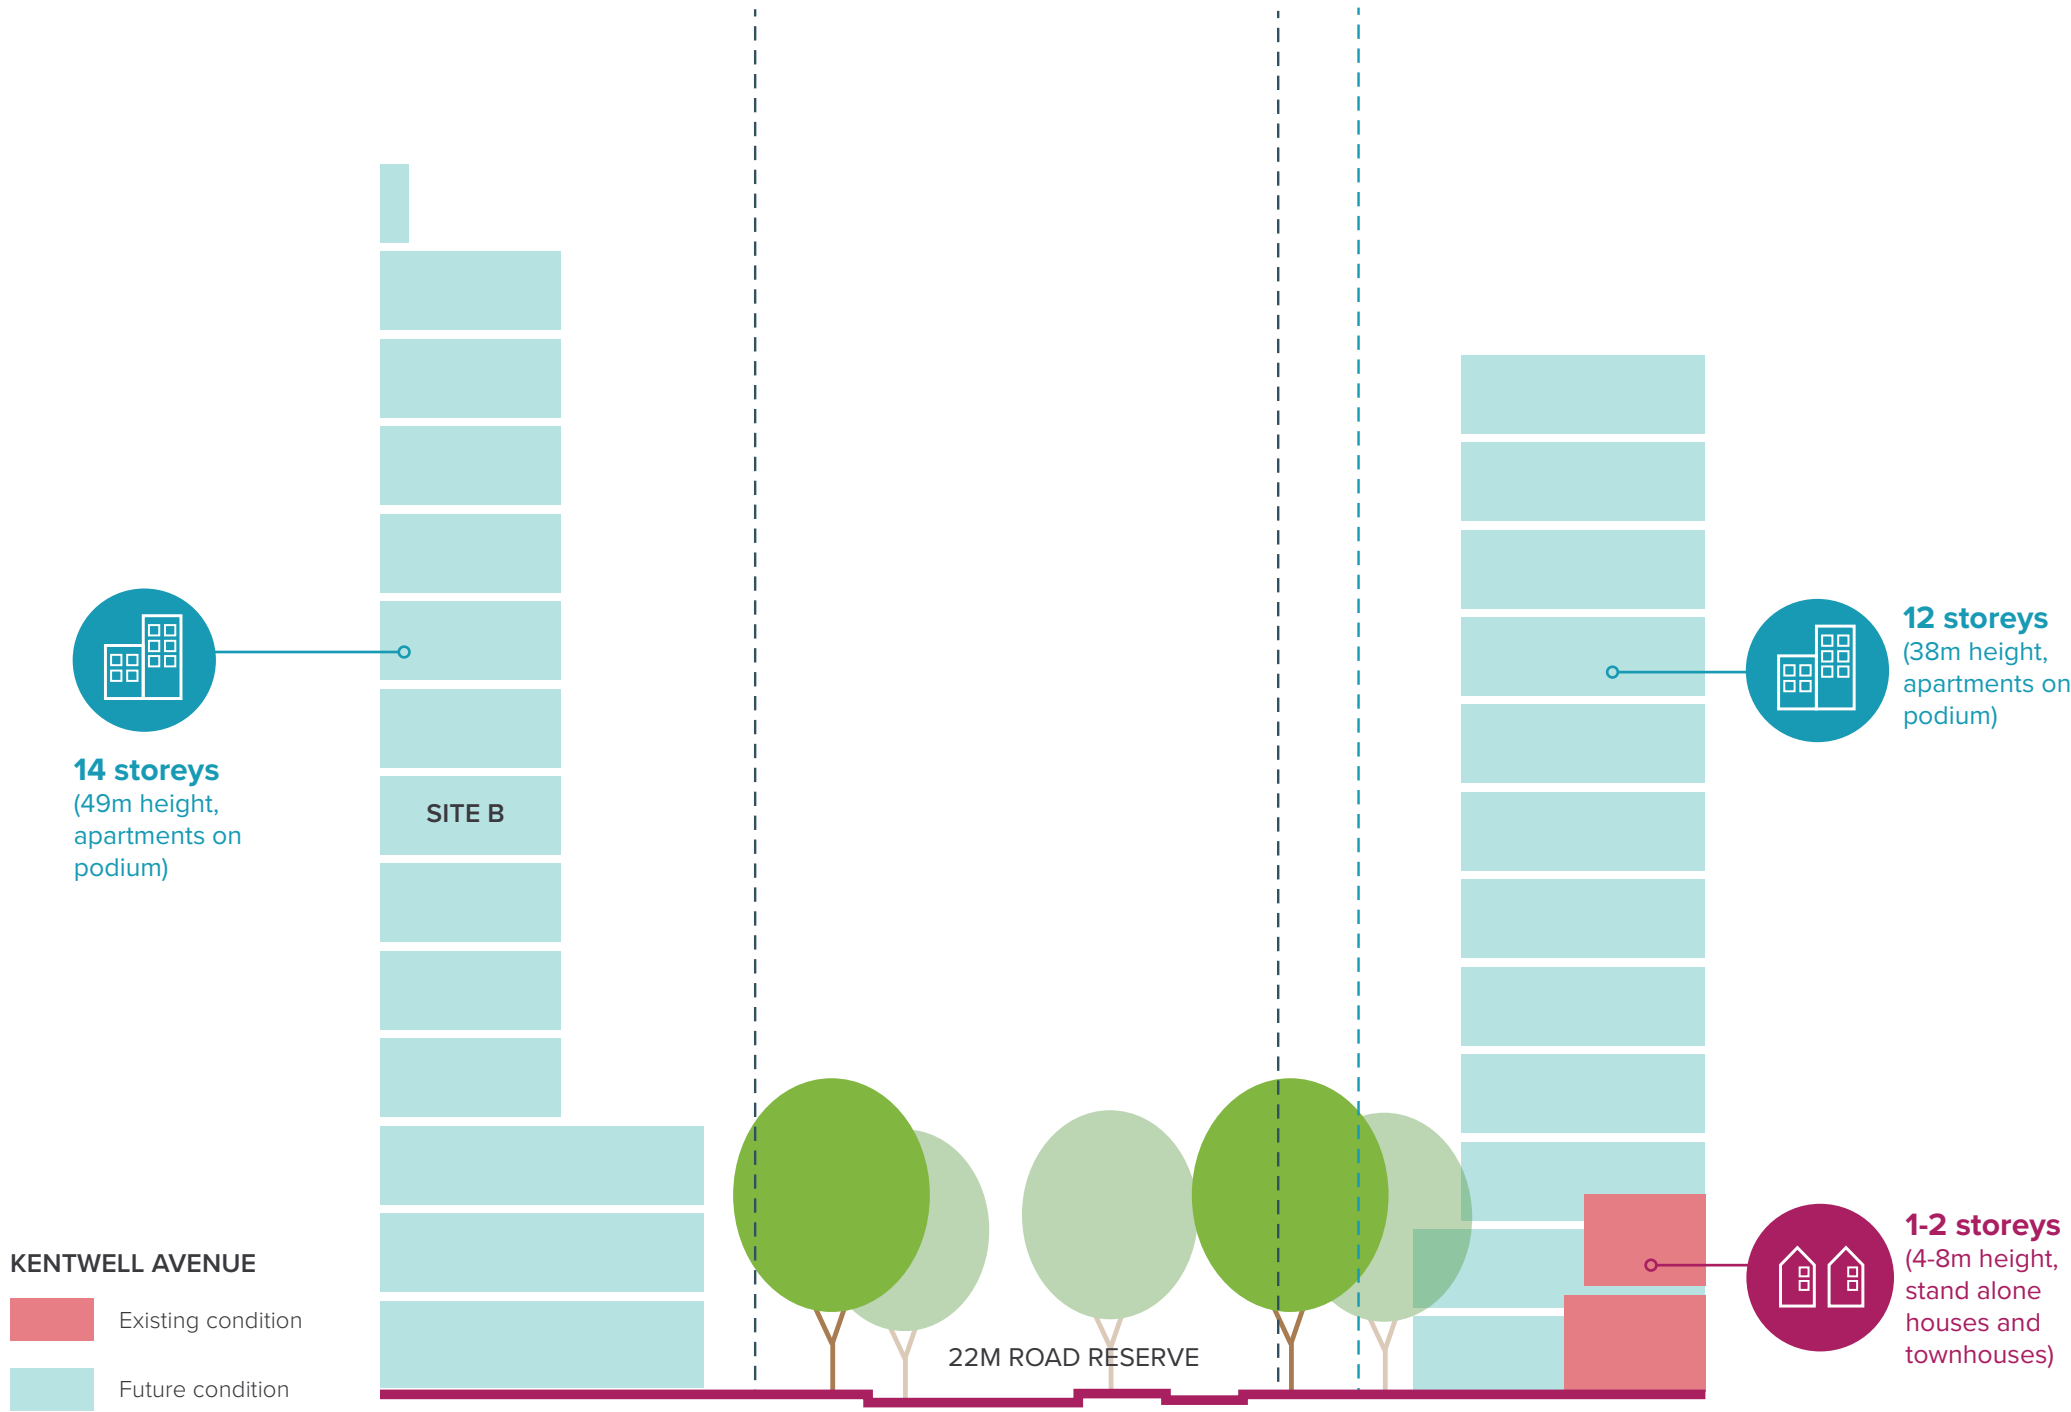 14 storeys
(49m height,
apartments on
podium)
SITE B
12 storeys
(38m height,
apartments on
podium)
1-2 storeys
(4-8m height,
stand alone
houses and
townhouses)
22M ROAD RESERVE
KENTWELL AVENUE
Existing condition
Future condition